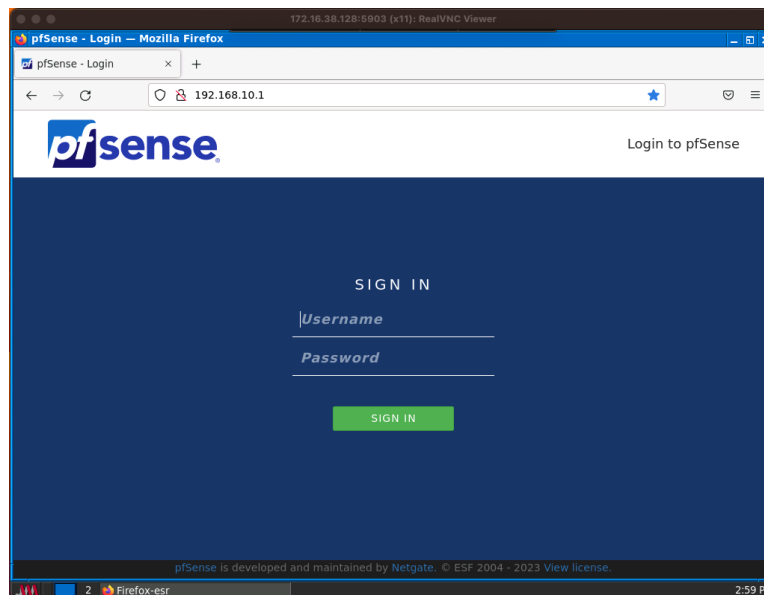 172.16.38.128:5903 (x11): RealVNC Viewer
pfSense - Login — Mozilla Firefox
pfSense - Login × +
192.168.10.1
pfsense®
Login to pfSense
SIGN IN
Username
Password
SIGN IN
pfSense is developed and maintained by Netgate. © ESF 2004 - 2023 View license.
2 Firefox-esr
2:59 P